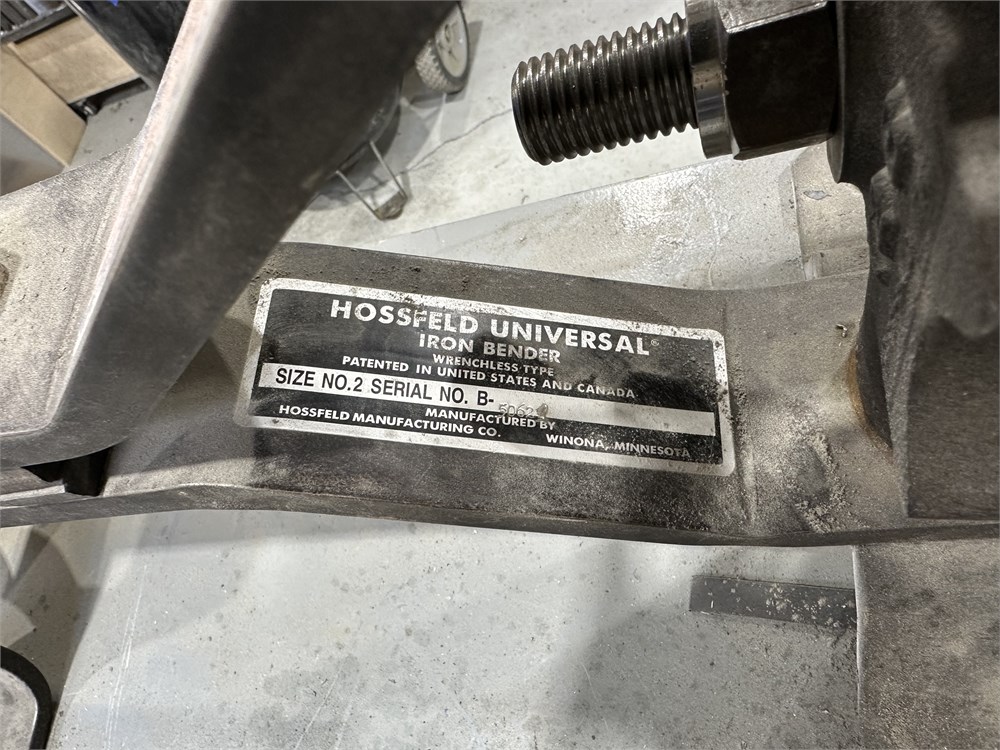 HOSSFELD UNIVERSAL®
IRON BENDER
WRENCHLESS TYPE
PATENTED IN UNITED STATES AND CANADA
SIZE NO.2 SERIAL NO. B-
MANUFACTURED BY
HOSSFELD MANUFACTURING CO. WINONA, MINNESOTA